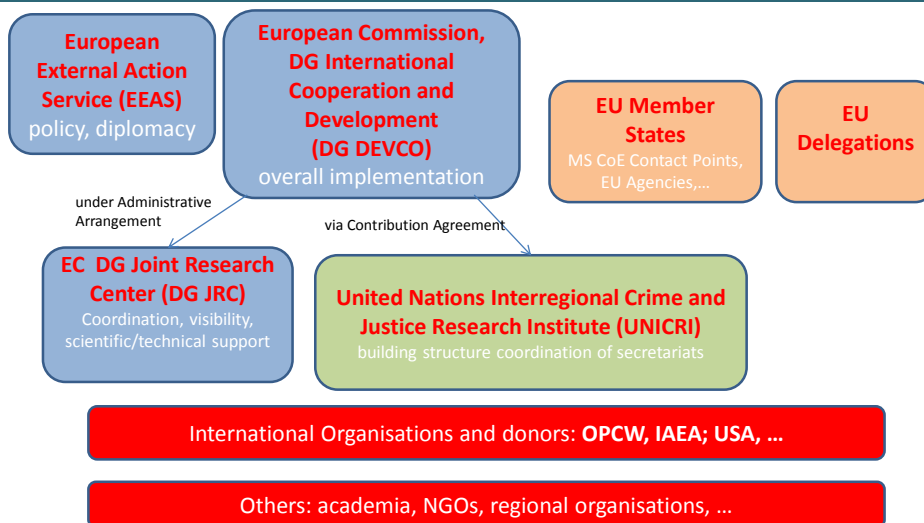 European
External Action
Service (EEAS)
policy, diplomacy
European Commission,
DG International
Cooperation and
Development
(DG DEVCO)
overall implementation
EU Member
States
MS CoE Contact Points,
EU Agencies,...
EU
Delegations
under Administrative
Arrangement
via Contribution Agreement
EC DG Joint Research
Center (DG JRC)
Coordination, visibility,
scientific/technical support
United Nations Interregional Crime and
Justice Research Institute (UNICRI)
building structure coordination of secretariats
International Organisations and donors: OPCW, IAEA; USA, ...
Others: academia, NGOs, regional organisations, ...